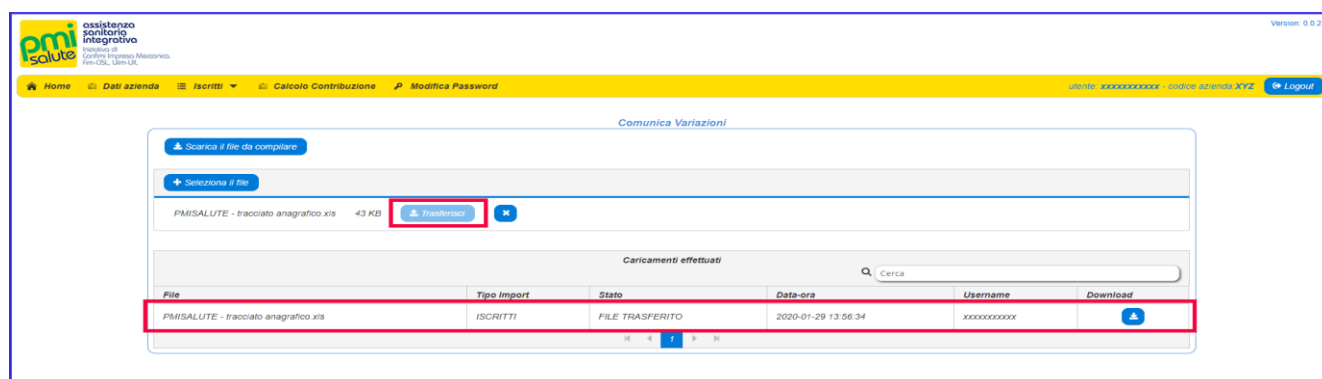 Version: 0.0.2
pmi
salute
assistenza
sanitaria
integrativa
Iniziativa di
Confimi Impresa Meccanica,
Fim-CISL, Uilm-UIL
Home Dati azienda Iscritti Calcolo Contribuzione Modifica Password utente: xxxxxxxxxxx - codice azienda XYZ Logout
Comunica Variazioni
Scarica il file da compilare
Seleziona il file
PMISALUTE - tracciato anagrafico.xls 43 KB Trasferisci
Caricamenti effettuati
Cerca
File Tipo Import Stato Data-ora Username Download
PMISALUTE - tracciato anagrafico.xls ISCRITTI FILE TRASFERITO 2020-01-29 13:56:34 xxxxxxxxxxx
1